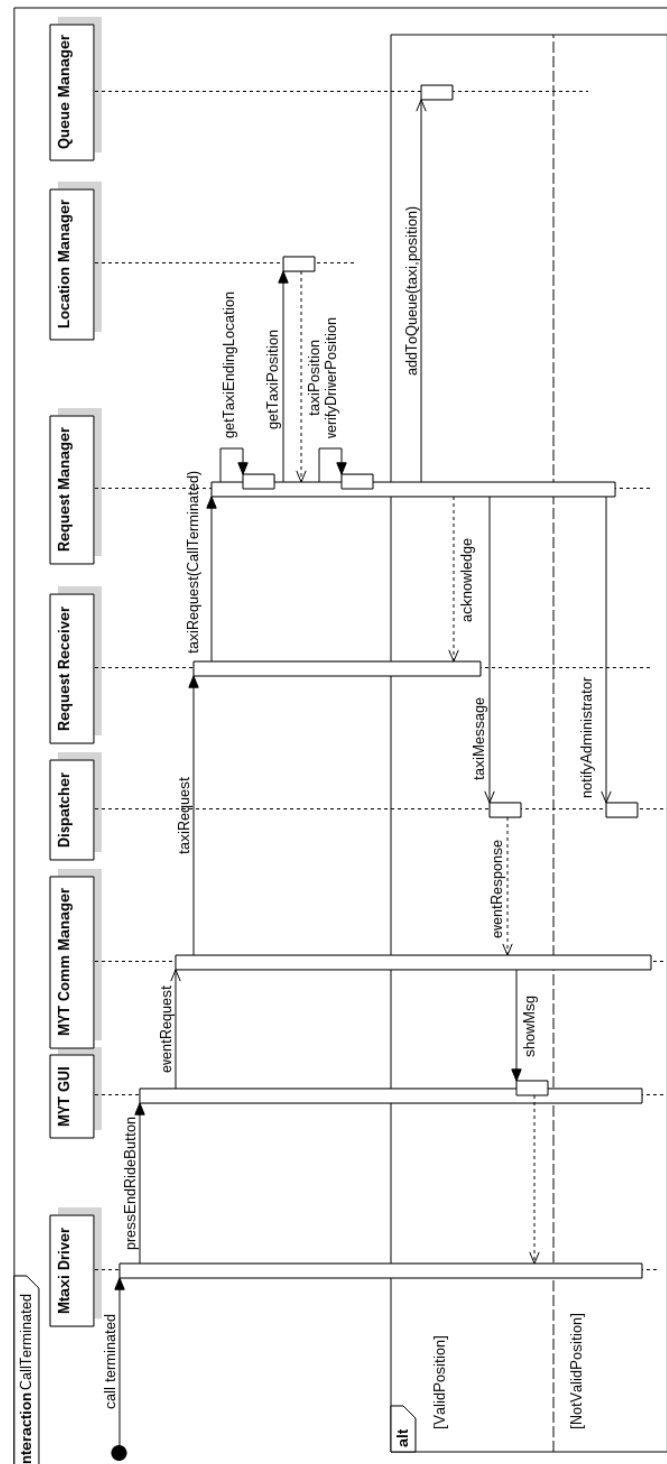 nteraction CallTerminated
Mtaxi Driver
MYT GUI
MYT Comm Manager
Dispatcher
Request Receiver
Request Manager
Location Manager
Queue Manager
call terminated
pressEndRideButton
eventRequest
taxiRequest
taxiRequest(CallTerminated)
getTaxiEndingLocation
getTaxiPosition
taxiPosition
verifyDriverPosition
alt
[ValidPosition]
addToQueue(taxi,position)
acknowledge
taxiMessage
eventResponse
showMsg
[NotValidPosition]
notifyAdministrator